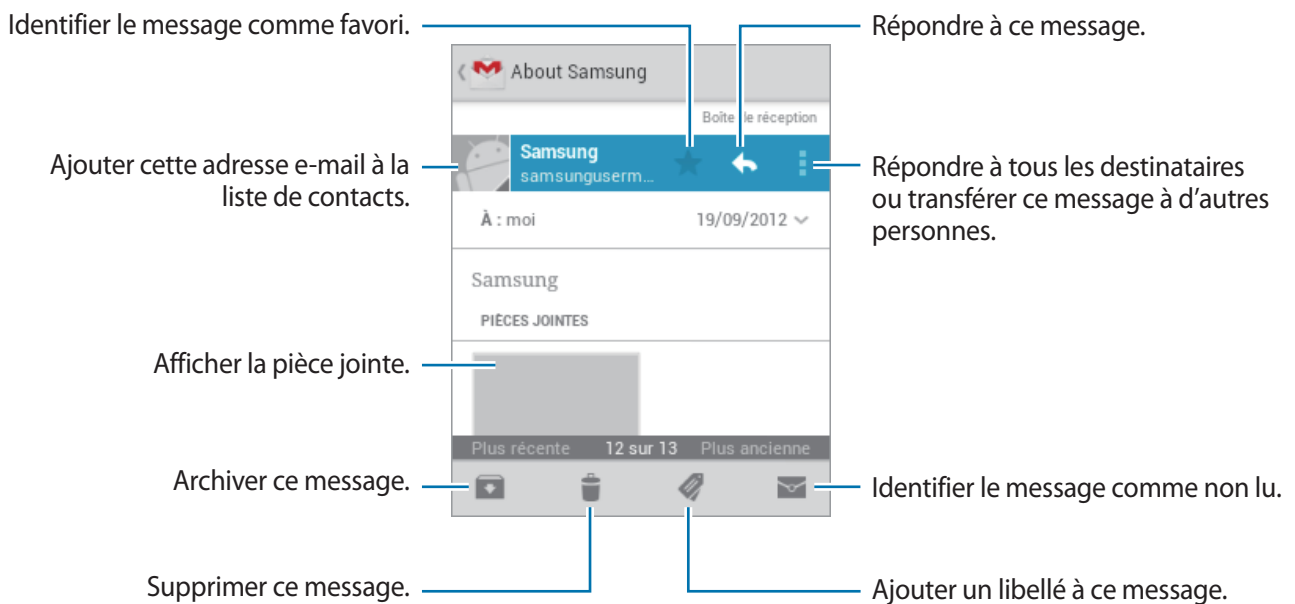 Identifier le message comme favori.
Répondre à ce message.
About Samsung
Boîte de réception
Ajouter cette adresse e-mail à la
liste de contacts.
Samsung
samsunguserm...
Répondre à tous les destinataires
ou transférer ce message à d'autres
personnes.
À : moi
19/09/2012
Samsung
PIÈCES JOINTES
Afficher la pièce jointe.
Plus récente
12 sur 13
Plus ancienne
Archiver ce message.
Identifier le message comme non lu.
Supprimer ce message.
Ajouter un libellé à ce message.